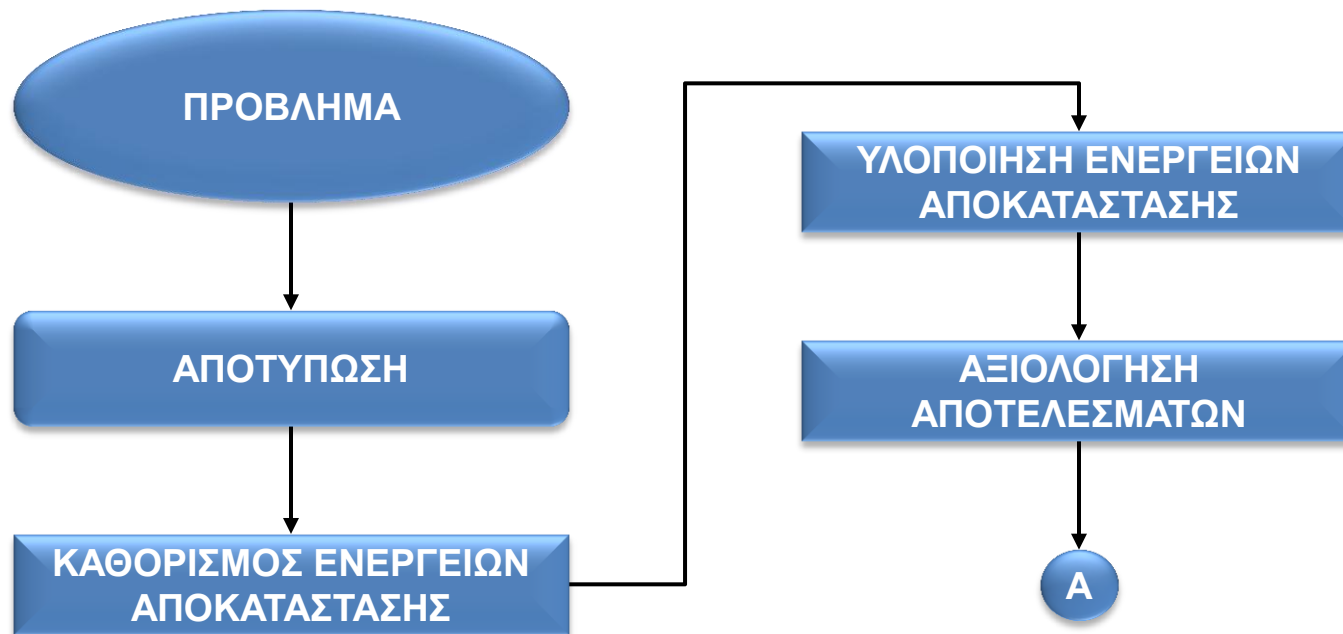 ΠΡΟΒΛΗΜΑ
ΑΠΟΤΥΠΩΣΗ
ΚΑΘΟΡΙΣΜΟΣ ΕΝΕΡΓΕΙΩΝ
ΑΠΟΚΑΤΑΣΤΑΣΗΣ
ΥΛΟΠΟΙΗΣΗ ΕΝΕΡΓΕΙΩΝ
ΑΠΟΚΑΤΑΣΤΑΣΗΣ
ΑΞΙΟΛΟΓΗΣΗ
ΑΠΟΤΕΛΕΣΜΑΤΩΝ
Α